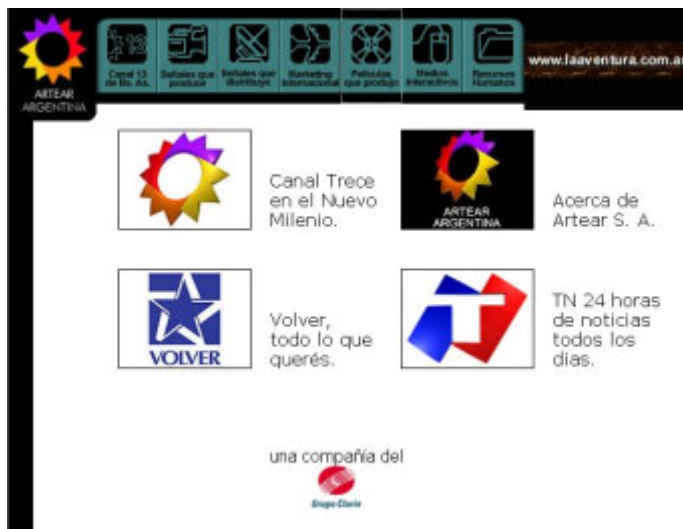 ARTEAR
ARGENTINA
13
Canal 13
de Bs. As.
Señales que
produce
Señales que
distribuye
Marketing
Internacional
Películas
que produjo
Medios
Interactivos
Recursos
Humanos
www.laaventura.com.ar
Canal Trece
en el Nuevo
Milenio.
ARTEAR
ARGENTINA
Acerca de
Artear S. A.
VOLVER
Volver,
todo lo que
querés.
T
TN 24 horas
de noticias
todos los
dias.
una compañía del
Grupo Clarín